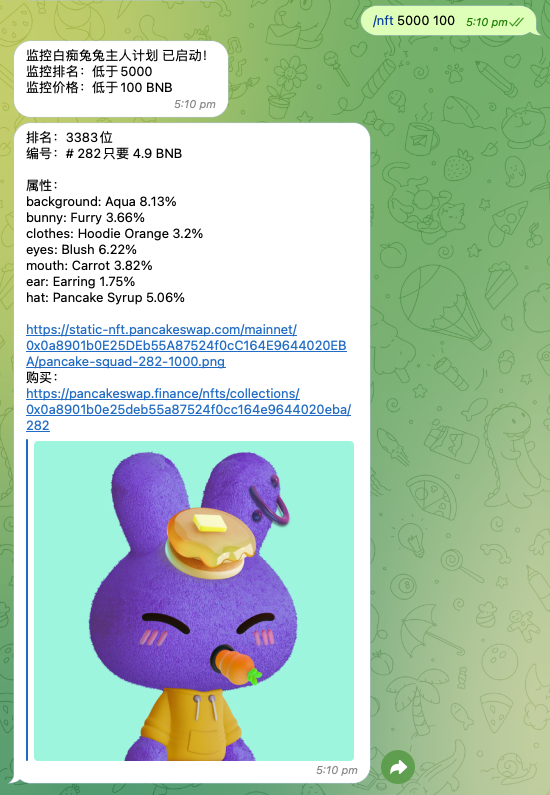 /nft 5000 100 5:10 pm
监控白痴兔兔主人计划 已启动！
监控排名：低于5000
监控价格：低于100 BNB
5:10 pm
排名：3383位
编号：# 282只要 4.9 BNB
属性：
background: Aqua 8.13%
bunny: Furry 3.66%
clothes: Hoodie Orange 3.2%
eyes: Blush 6.22%
mouth: Carrot 3.82%
ear: Earring 1.75%
hat: Pancake Syrup 5.06%
https://static-nft.pancakeswap.com/mainnet/
0x0a8901b0E25DEb55A87524f0cC164E9644020EB
A/pancake-squad-282-1000.png
购买：
https://pancakeswap.finance/nfts/collections/
0x0a8901b0e25deb55a87524f0cc164e9644020eba/
282
5:10 pm